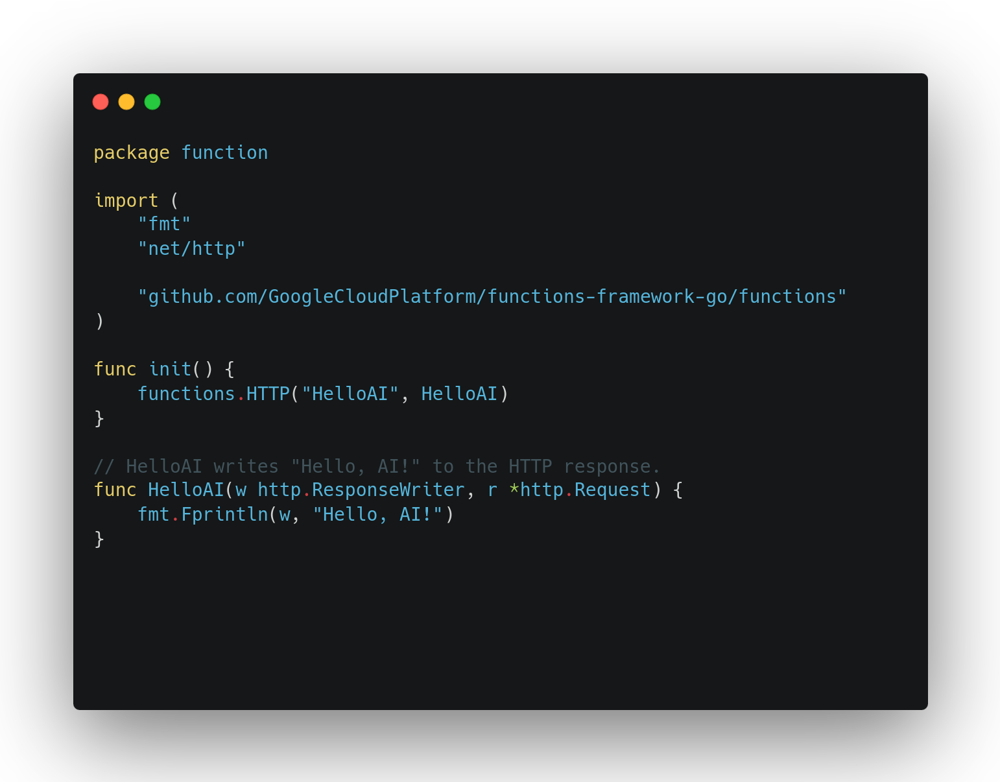 package function

import (
    "fmt"
    "net/http"

    "github.com/GoogleCloudPlatform/functions-framework-go/functions"
)

func init() {
    functions.HTTP("HelloAI", HelloAI)
}

// HelloAI writes "Hello, AI!" to the HTTP response.
func HelloAI(w http.ResponseWriter, r *http.Request) {
    fmt.Fprintln(w, "Hello, AI!")
}